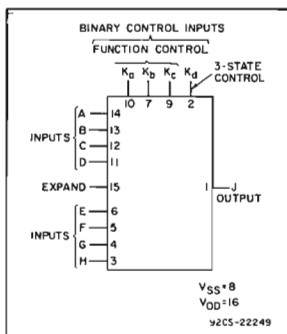 BINARY CONTROL INPUTS
FUNCTION CONTROL
Ka Kb Kc Kd
3-STATE CONTROL
10 7 9 2
A 14
B 13
INPUTS
C 12
D 11
EXPAND 15
1 J
OUTPUT
E 6
F 5
INPUTS
G 4
H 3
VSS=8
VDD=16
92CS-22249